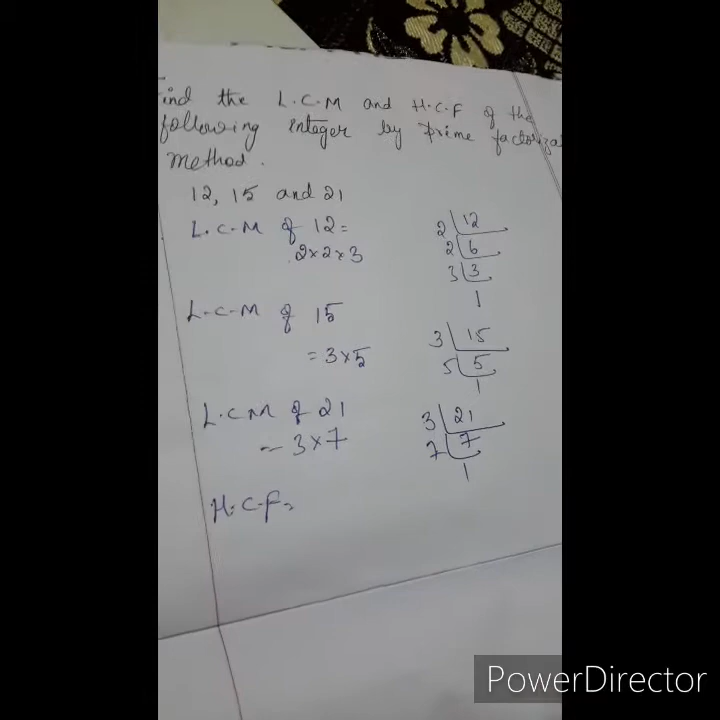 ind the L.C.M and H.C.F of the
following integer by prime factoriza
method.
12, 15 and 21
L.C.M of 12=
2×2×3
2 12
2 6
3 3
1
L.C.M of 15
= 3×5
3 15
5 5
1
L.C.M of 21
= 3×7
3 21
7 7
1
H.C.F=
PowerDirector